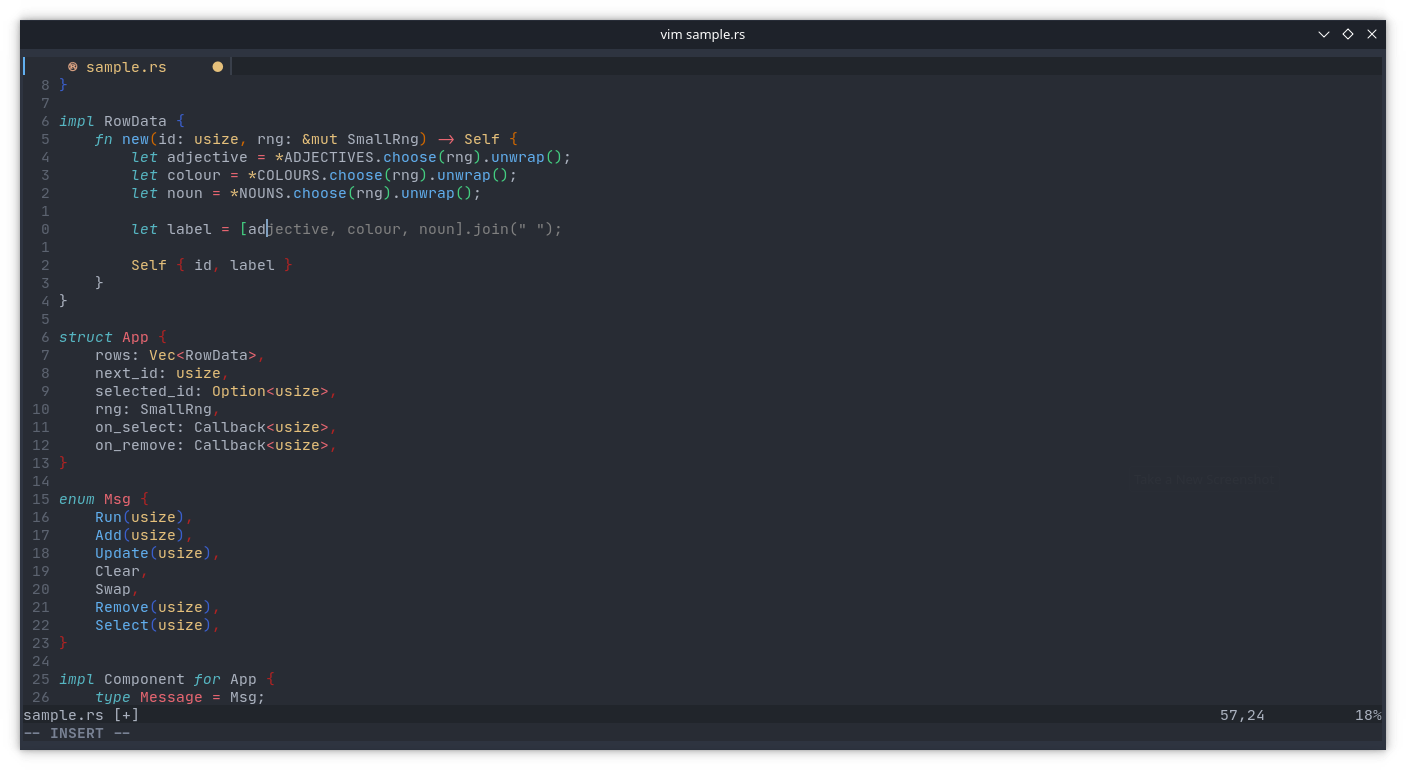 vim sample.rs
sample.rs
8 }
7
6 impl RowData {
5     fn new(id: usize, rng: &mut SmallRng) -> Self {
4         let adjective = *ADJECTIVES.choose(rng).unwrap();
3         let colour = *COLOURS.choose(rng).unwrap();
2         let noun = *NOUNS.choose(rng).unwrap();
1
0         let label = [adjective, colour, noun].join(" ");
1
2         Self { id, label }
3     }
4 }
5
6 struct App {
7     rows: Vec<RowData>,
8     next_id: usize,
9     selected_id: Option<usize>,
10     rng: SmallRng,
11     on_select: Callback<usize>,
12     on_remove: Callback<usize>,
13 }
14
15 enum Msg {
16     Run(usize),
17     Add(usize),
18     Update(usize),
19     Clear,
20     Swap,
21     Remove(usize),
22     Select(usize),
23 }
24
25 impl Component for App {
26     type Message = Msg;
sample.rs [+] 57,24 18%
-- INSERT --